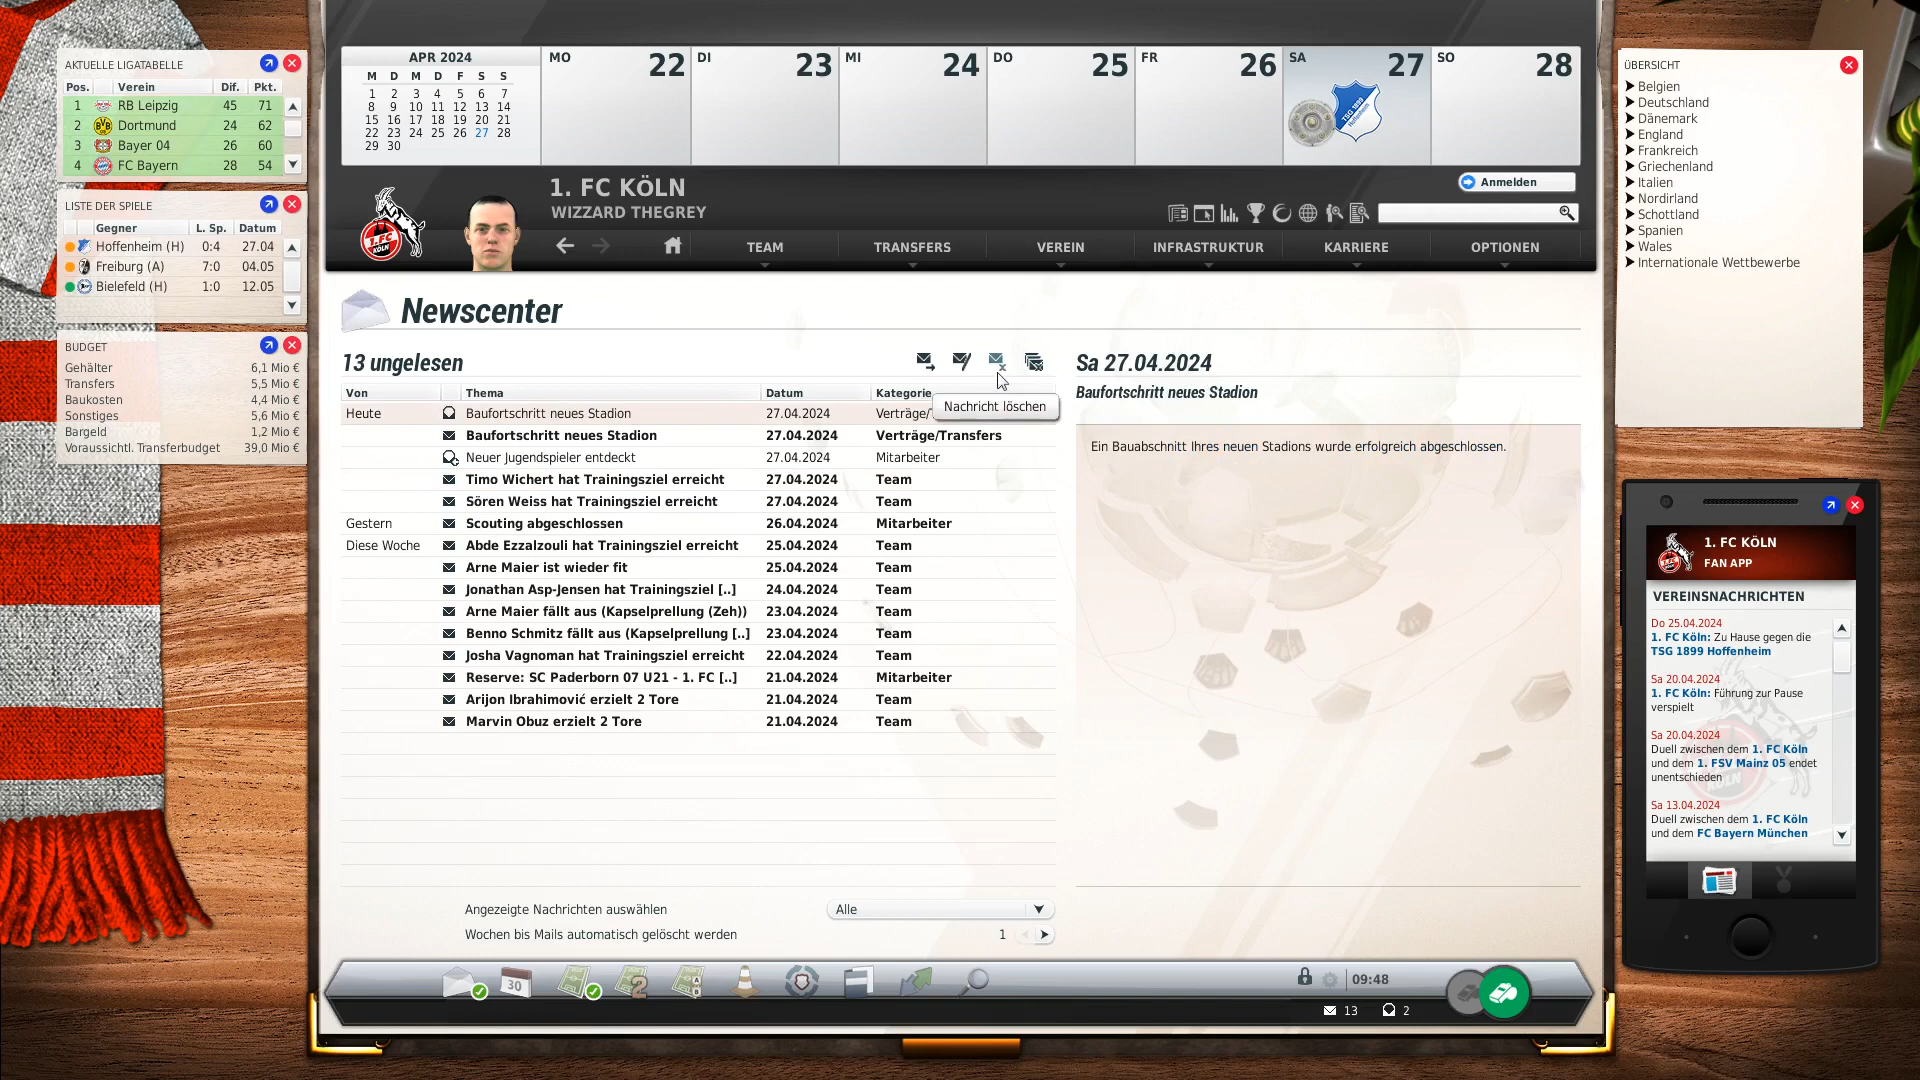 AKTUELLE LIGATABELLE
Pos. Verein Dif. Pkt.
1 RB Leipzig 45 71
2 Dortmund 24 62
3 Bayer 04 26 60
4 FC Bayern 28 54
LISTE DER SPIELE
Gegner L. Sp. Datum
Hoffenheim (H) 0:4 27.04
Freiburg (A) 7:0 04.05
Bielefeld (H) 1:0 12.05
BUDGET
Gehälter 6,1 Mio €
Transfers 5,5 Mio €
Baukosten 4,4 Mio €
Sonstiges 5,6 Mio €
Bargeld 1,2 Mio €
Voraussichtl. Transferbudget 39,0 Mio €
APR 2024
M D M D F S S
1 2 3 4 5 6 7
8 9 10 11 12 13 14
15 16 17 18 19 20 21
22 23 24 25 26 27 28
29 30
MO 22 DI 23 MI 24 DO 25 FR 26 SA 27 SO 28
1. FC KÖLN
WIZZARD THEGREY
Anmelden
TEAM TRANSFERS VEREIN INFRASTRUKTUR KARRIERE OPTIONEN
Newscenter
13 ungelesen
Von Thema Datum Kategorie
Nachricht löschen
Heute Baufortschritt neues Stadion 27.04.2024 Verträge/
Baufortschritt neues Stadion 27.04.2024 Verträge/Transfers
Neuer Jugendspieler entdeckt 27.04.2024 Mitarbeiter
Timo Wichert hat Trainingsziel erreicht 27.04.2024 Team
Sören Weiss hat Trainingsziel erreicht 27.04.2024 Team
Gestern Scouting abgeschlossen 26.04.2024 Mitarbeiter
Diese Woche Abde Ezzalzouli hat Trainingsziel erreicht 25.04.2024 Team
Arne Maier ist wieder fit 25.04.2024 Team
Jonathan Asp-Jensen hat Trainingsziel [..] 24.04.2024 Team
Arne Maier fällt aus (Kapselprellung (Zeh)) 23.04.2024 Team
Benno Schmitz fällt aus (Kapselprellung [..] 23.04.2024 Team
Josha Vagnoman hat Trainingsziel erreicht 22.04.2024 Team
Reserve: SC Paderborn 07 U21 - 1. FC [..] 21.04.2024 Mitarbeiter
Arijon Ibrahimović erzielt 2 Tore 21.04.2024 Team
Marvin Obuz erzielt 2 Tore 21.04.2024 Team
Angezeigte Nachrichten auswählen Alle
Wochen bis Mails automatisch gelöscht werden 1
Sa 27.04.2024
Baufortschritt neues Stadion
Ein Bauabschnitt Ihres neuen Stadions wurde erfolgreich abgeschlossen.
30
2
09:48
13 2
ÜBERSICHT
Belgien
Deutschland
Dänemark
England
Frankreich
Griechenland
Italien
Nordirland
Schottland
Spanien
Wales
Internationale Wettbewerbe
1. FC KÖLN
FAN APP
VEREINSNACHRICHTEN
Do 25.04.2024
1. FC Köln: Zu Hause gegen die
TSG 1899 Hoffenheim
Sa 20.04.2024
1. FC Köln: Führung zur Pause
verspielt
Sa 20.04.2024
Duell zwischen dem 1. FC Köln
und dem 1. FSV Mainz 05 endet
unentschieden
Sa 13.04.2024
Duell zwischen dem 1. FC Köln
und dem FC Bayern München